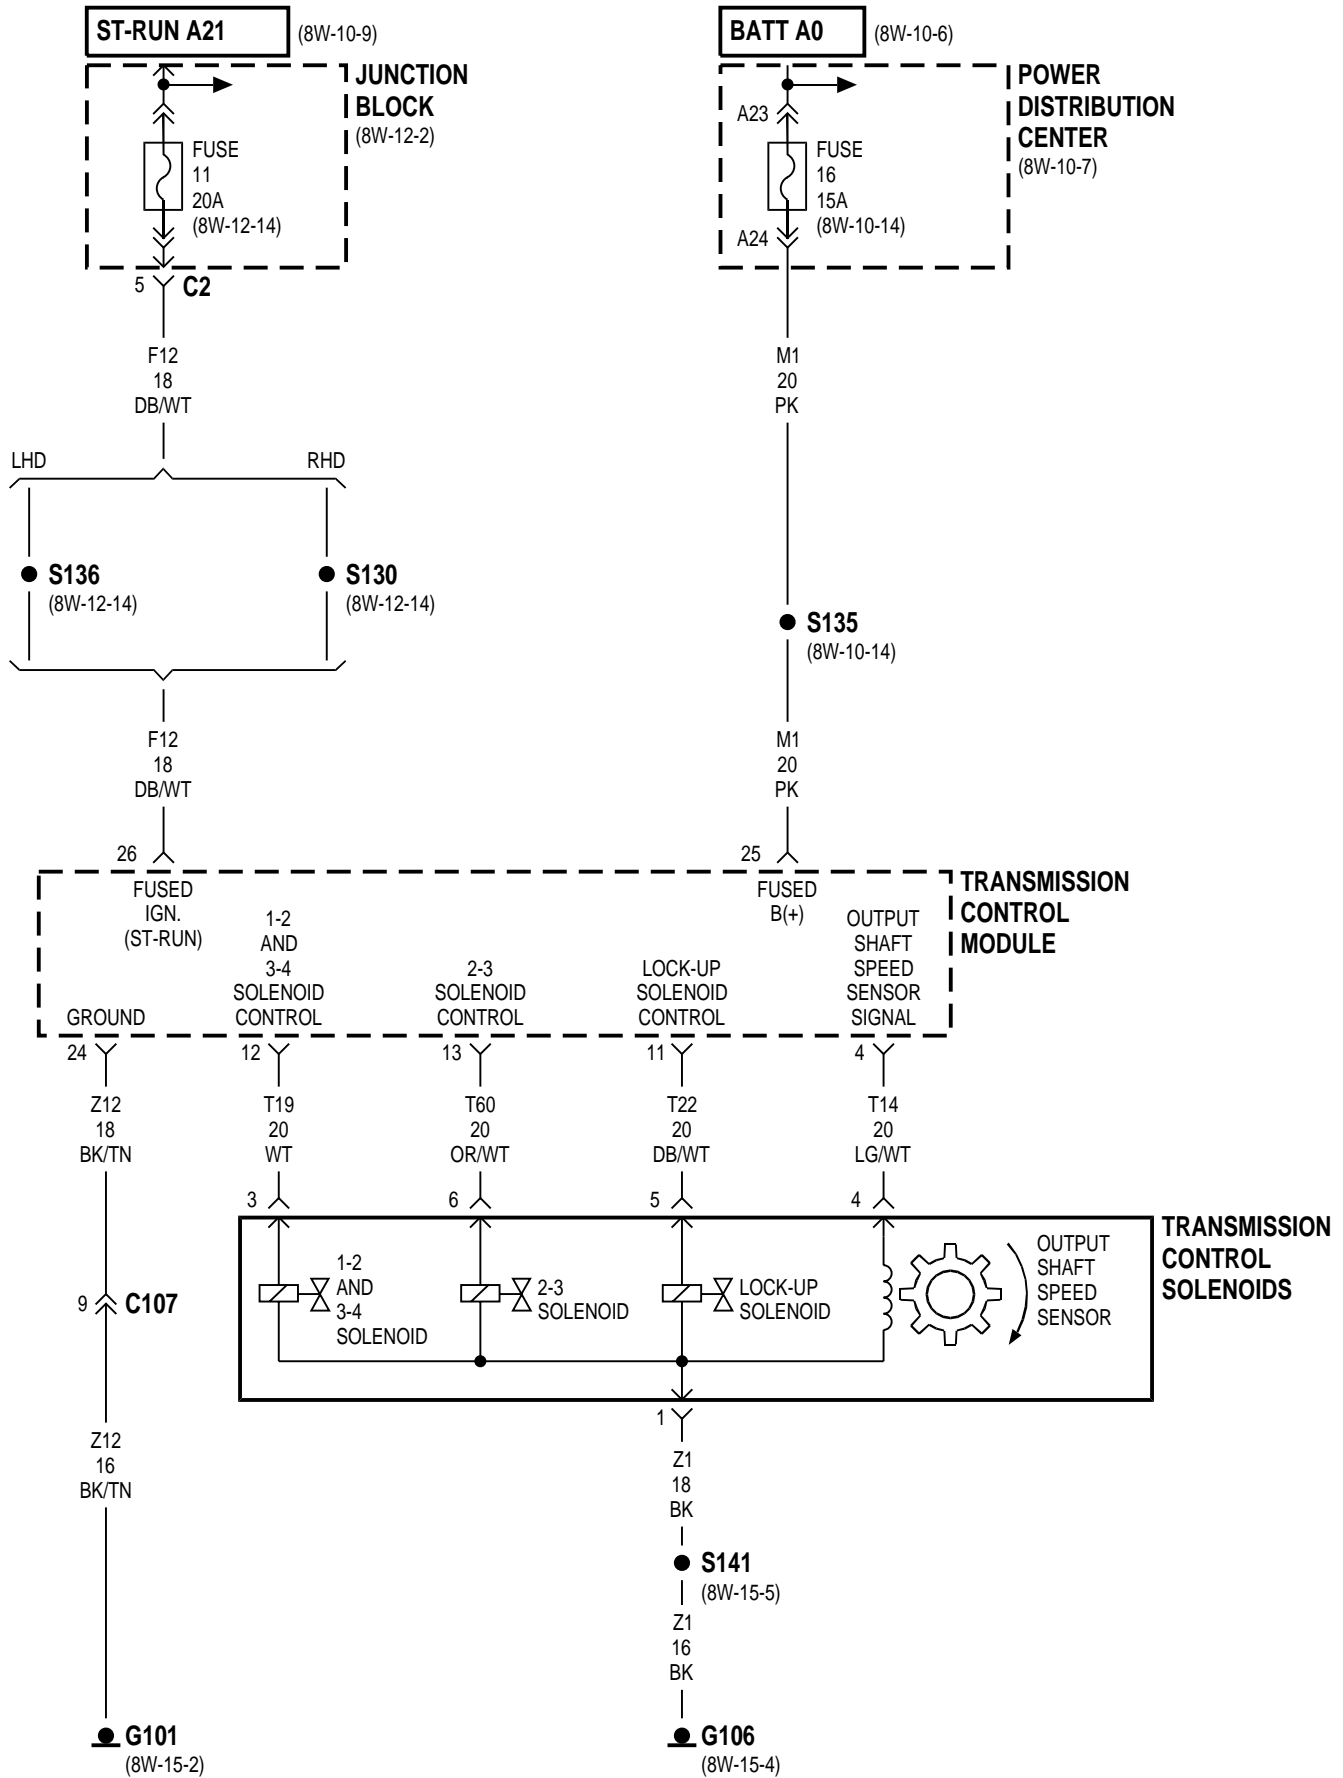 ST-RUN A21 (8W-10-9)
BATT A0 (8W-10-6)
JUNCTION
BLOCK
(8W-12-2)
FUSE
11
20A
(8W-12-14)
5 C2
POWER
DISTRIBUTION
CENTER
(8W-10-7)
A23
FUSE
16
15A
(8W-10-14)
A24
F12
18
DB/WT
M1
20
PK
LHD RHD
S136
(8W-12-14)
S130
(8W-12-14)
S135
(8W-10-14)
F12
18
DB/WT
M1
20
PK
26
25
TRANSMISSION
CONTROL
MODULE
FUSED
IGN.
(ST-RUN)
FUSED
B(+)
GROUND
1-2
AND
3-4
SOLENOID
CONTROL
2-3
SOLENOID
CONTROL
LOCK-UP
SOLENOID
CONTROL
OUTPUT
SHAFT
SPEED
SENSOR
SIGNAL
24 12 13 11 4
Z12
18
BK/TN
T19
20
WT
T60
20
OR/WT
T22
20
DB/WT
T14
20
LG/WT
3 6 5 4
TRANSMISSION
CONTROL
SOLENOIDS
1-2
AND
3-4
SOLENOID
2-3
SOLENOID
LOCK-UP
SOLENOID
OUTPUT
SHAFT
SPEED
SENSOR
9 C107
1
Z12
16
BK/TN
Z1
18
BK
S141
(8W-15-5)
Z1
16
BK
G101
(8W-15-2)
G106
(8W-15-4)